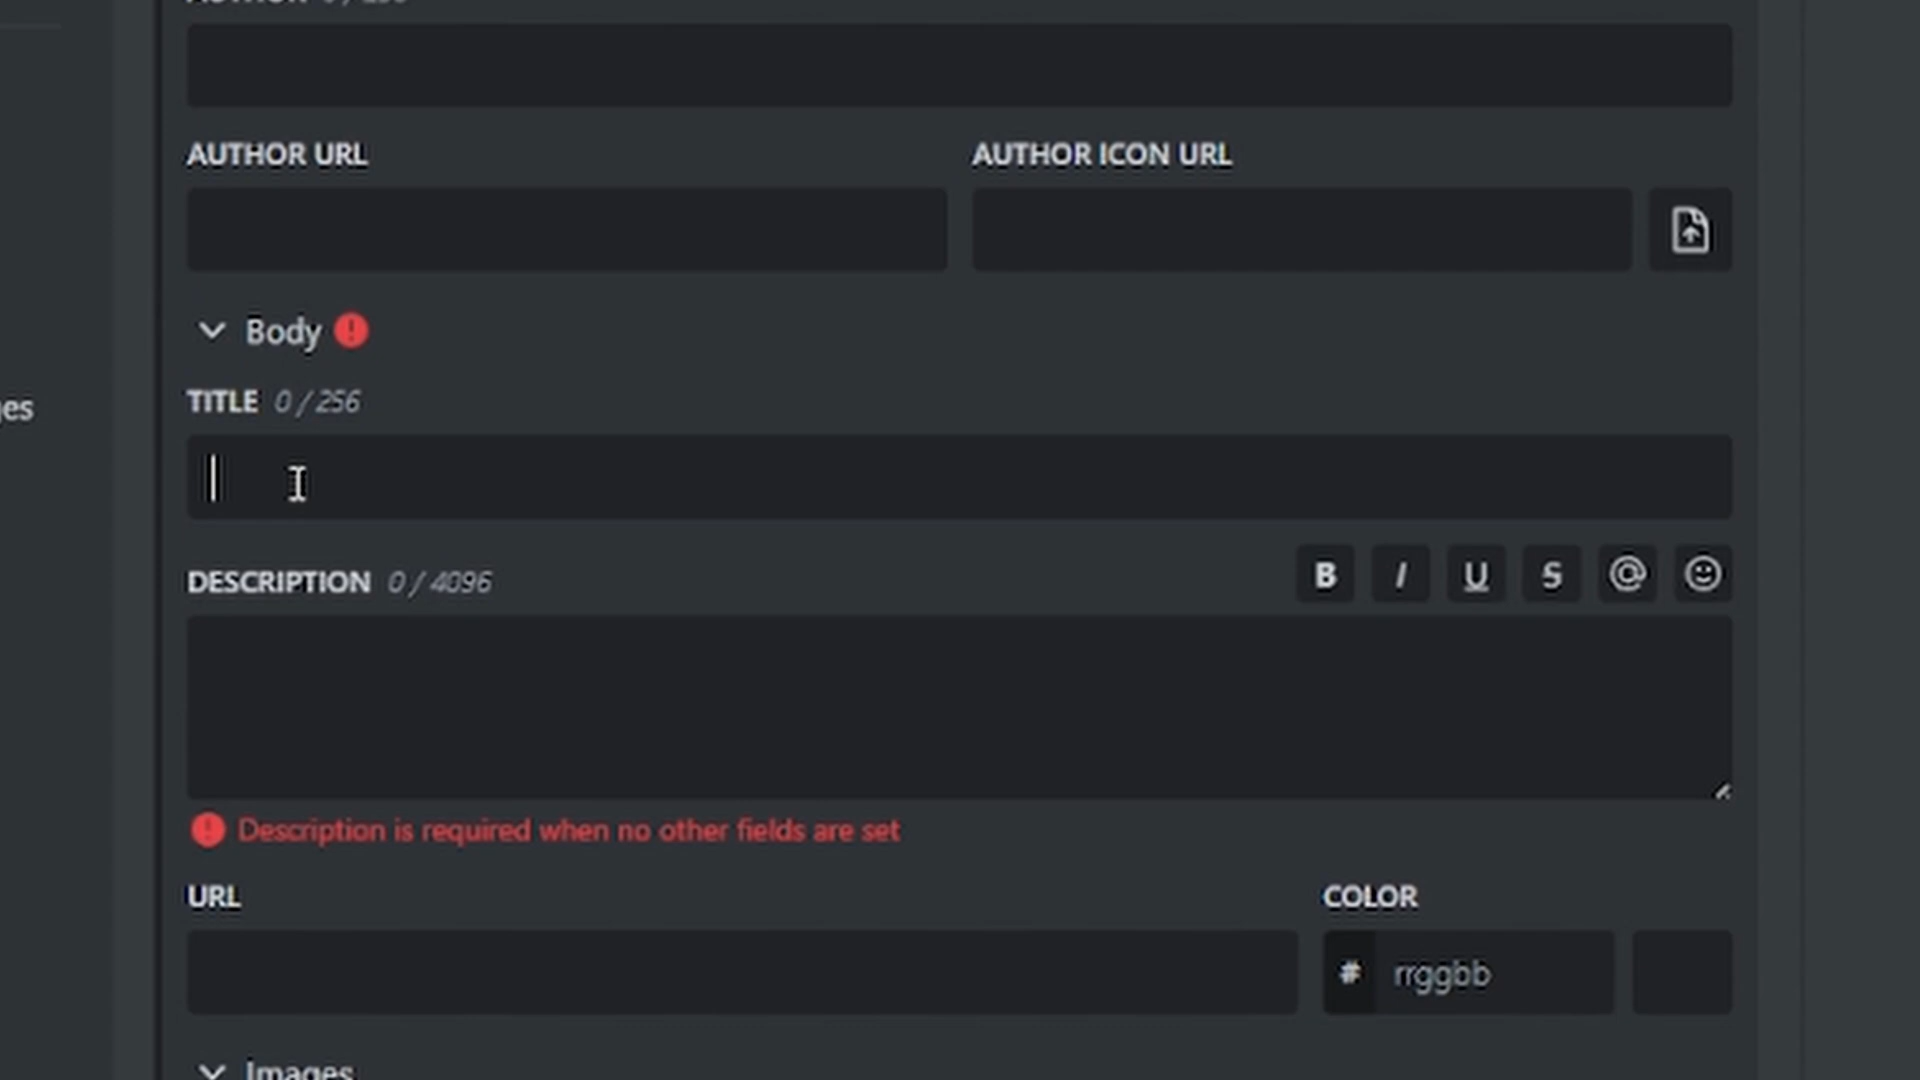 AUTHOR URL
AUTHOR ICON URL
Body
TITLE 0 / 256
DESCRIPTION 0 / 4096
B I U S @
Description is required when no other fields are set
URL
COLOR
# rrggbb
Images